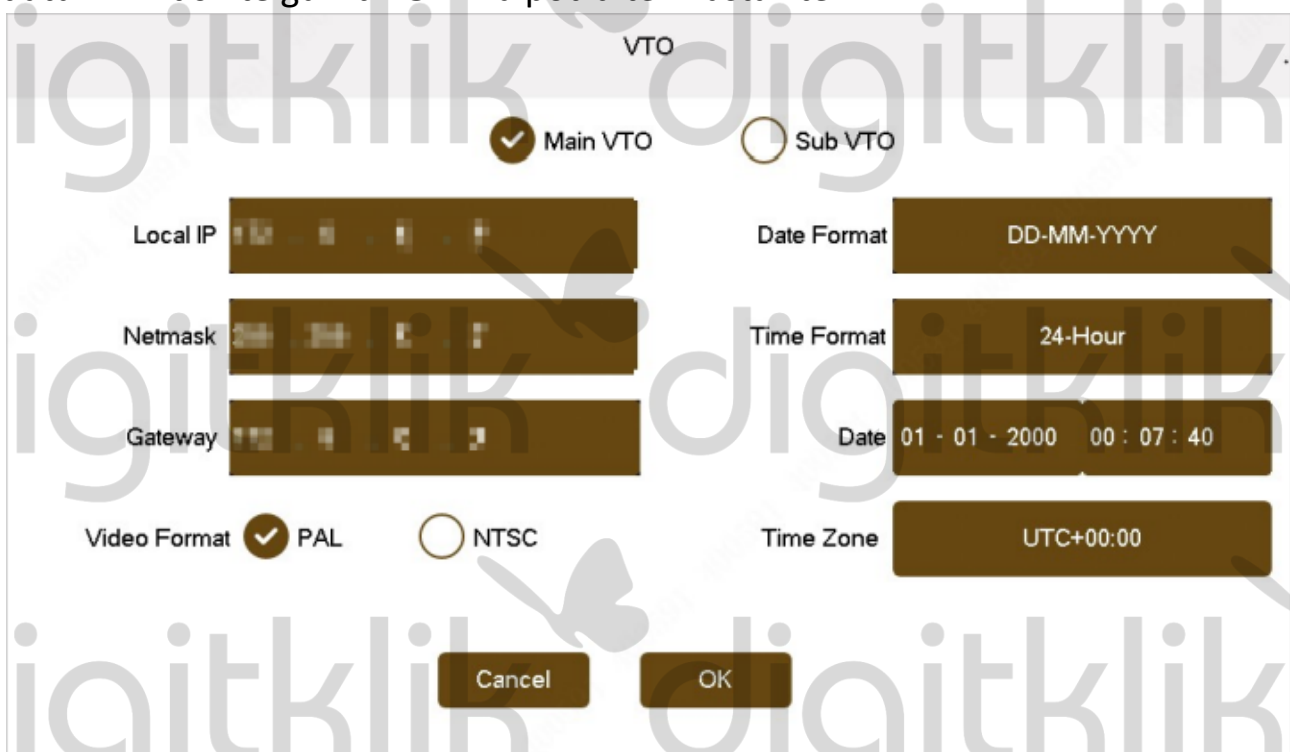 VTO
Main VTO Sub VTO
Local IP Date Format DD-MM-YYYY
Netmask Time Format 24-Hour
Gateway Date 01 - 01 - 2000 00 : 07 : 40
Video Format PAL NTSC Time Zone UTC+00:00
Cancel OK
digitklik